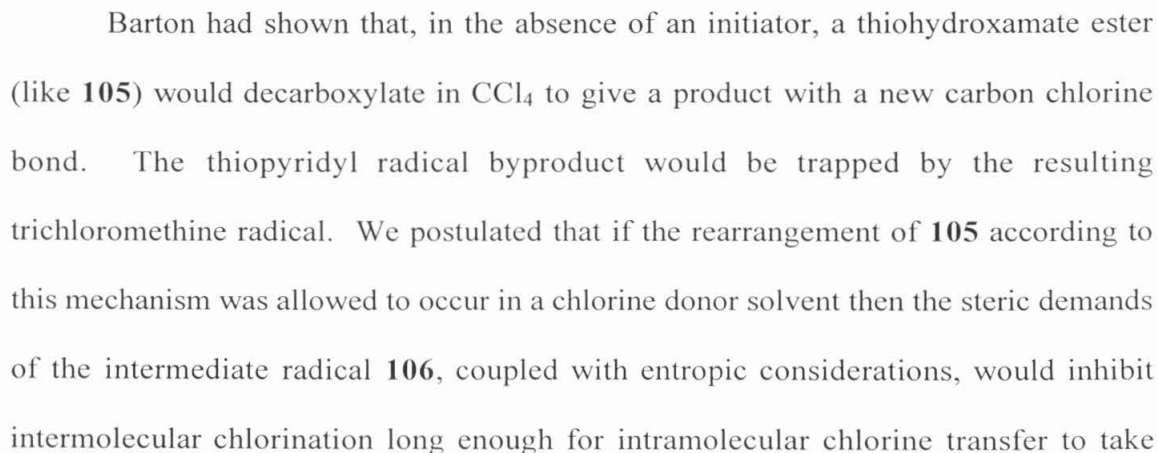 Barton had shown that, in the absence of an initiator, a thiohydroxamate ester
(like 105) would decarboxylate in CCl₄ to give a product with a new carbon chlorine
bond. The thiopyridyl radical byproduct would be trapped by the resulting
trichloromethine radical. We postulated that if the rearrangement of 105 according to
this mechanism was allowed to occur in a chlorine donor solvent then the steric demands
of the intermediate radical 106, coupled with entropic considerations, would inhibit
intermolecular chlorination long enough for intramolecular chlorine transfer to take